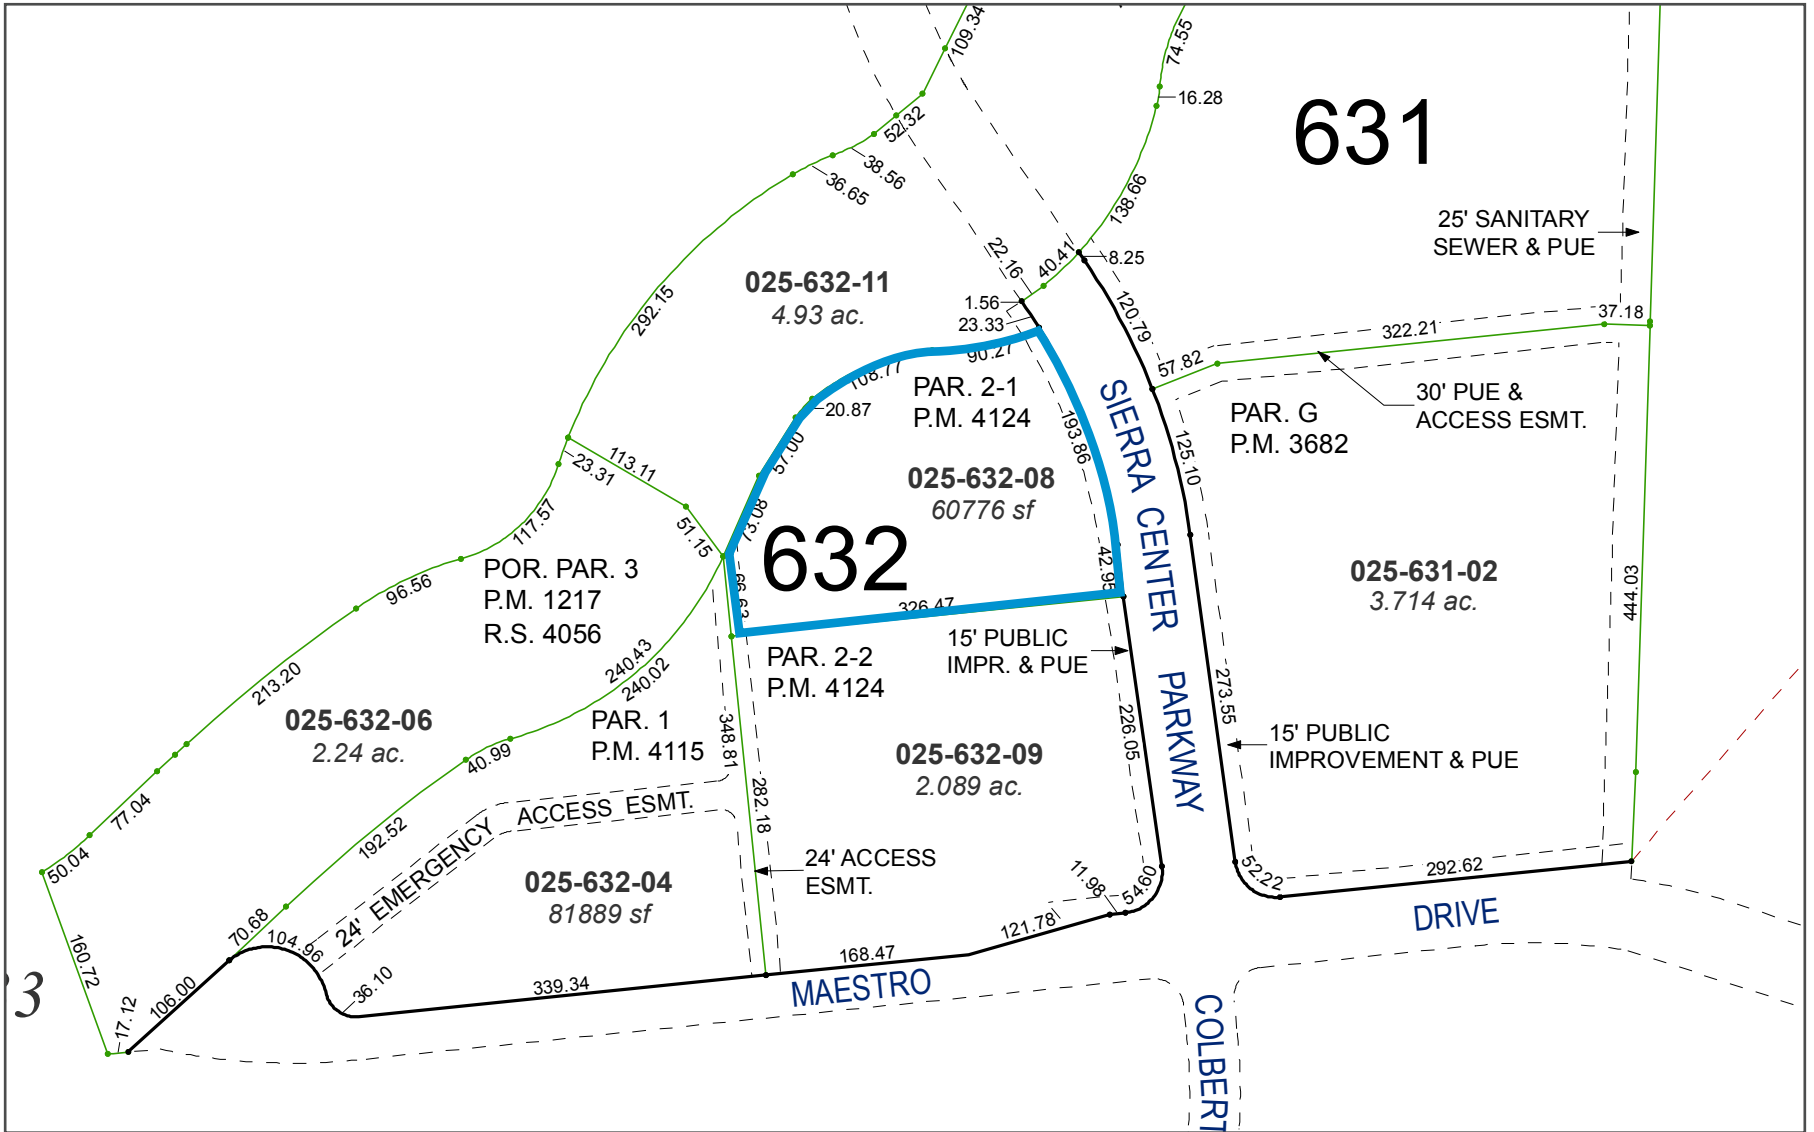 109.34
74.55
16.28
52.32
38.56
36.65
631
138.66
25' SANITARY
SEWER & PUE
22.16
40.41
8.25
025-632-11
4.93 ac.
292.15
1.56
23.33
120.79
322.21
37.18
57.82
90.27
108.77
20.87
PAR. 2-1
P.M. 4124
193.86
SIERRA CENTER PARKWAY
125.10
PAR. G
P.M. 3682
30' PUE &
ACCESS ESMT.
57.00
113.11
23.31
117.57
51.15
73.08
025-632-08
60776 sf
632
42.95
66.63
326.47
POR. PAR. 3
P.M. 1217
R.S. 4056
96.56
025-631-02
3.714 ac.
444.03
15' PUBLIC
IMPR. & PUE
PAR. 2-2
P.M. 4124
240.43
240.02
213.20
025-632-06
2.24 ac.
PAR. 1
P.M. 4115
348.81
226.05
273.55
15' PUBLIC
IMPROVEMENT & PUE
40.99
025-632-09
2.089 ac.
282.18
77.04
192.52
24' EMERGENCY ACCESS ESMT.
50.04
24' ACCESS
ESMT.
025-632-04
81889 sf
11.98
54.60
52.22
292.62
DRIVE
121.78
70.68
104.96
160.72
168.47
36.10
339.34
MAESTRO
106.00
17.12
3
COLBERT